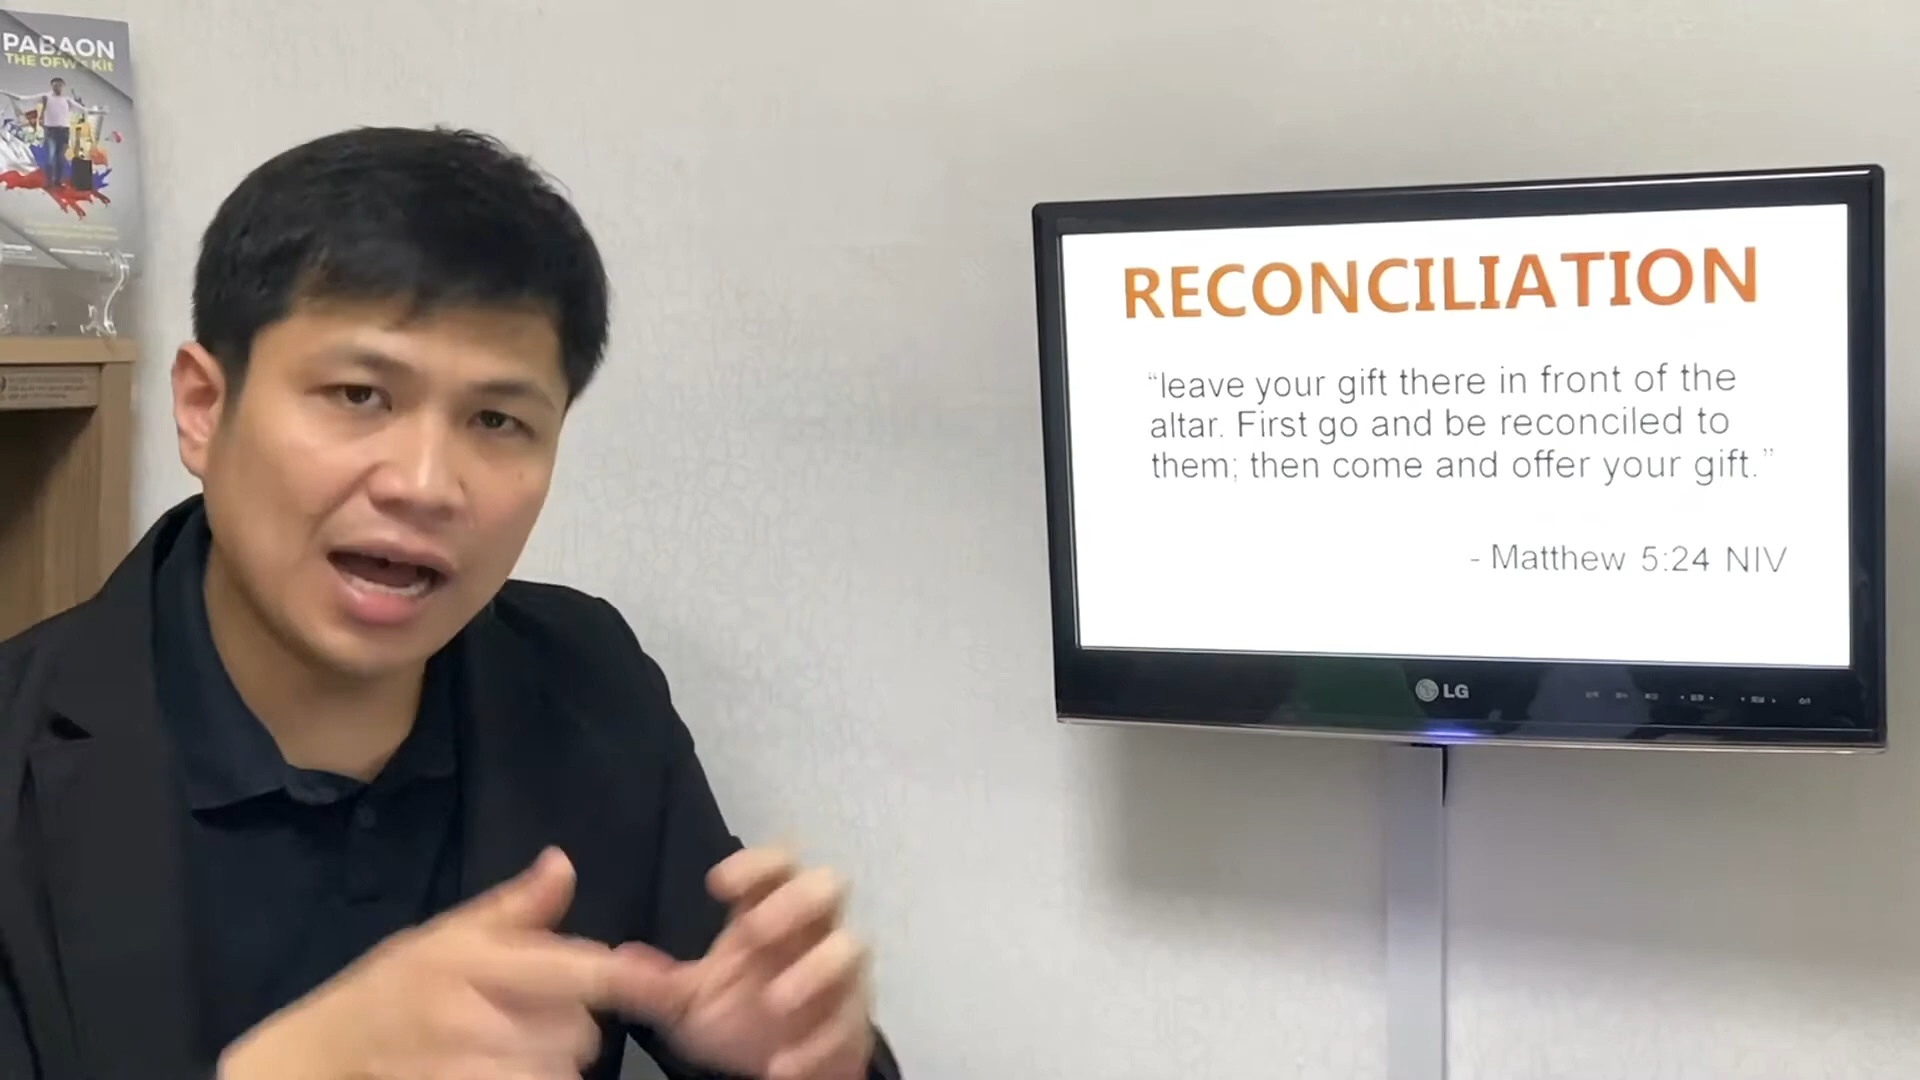 PABAON
THE OFW's Kit
RECONCILIATION
“leave your gift there in front of the
altar. First go and be reconciled to
them; then come and offer your gift.”
- Matthew 5:24 NIV
LG